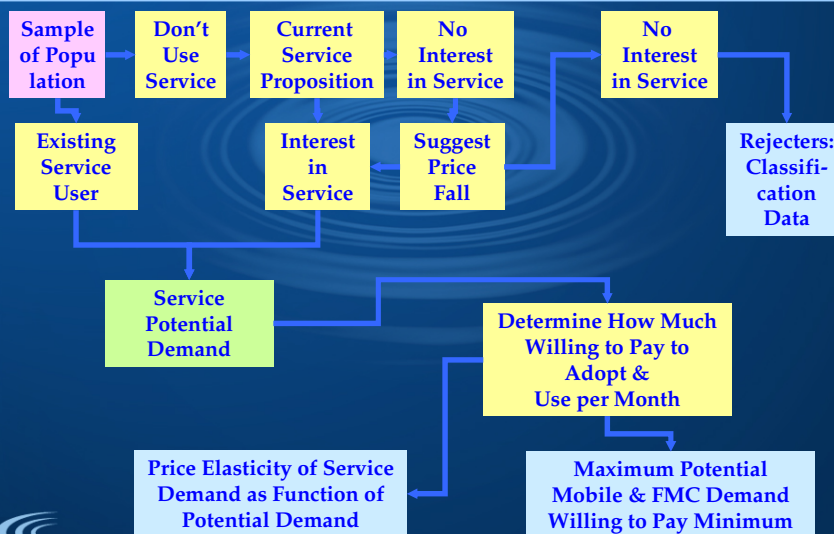 Sample
of Popu
lation
Don't
Use
Service
Current
Service
Proposition
No
Interest
in Service
No
Interest
in Service
Existing
Service
User
Interest
in
Service
Suggest
Price
Fall
Rejecters:
Classifi-
cation
Data
Service
Potential
Demand
Determine How Much
Willing to Pay to
Adopt &
Use per Month
Price Elasticity of Service
Demand as Function of
Potential Demand
Maximum Potential
Mobile & FMC Demand
Willing to Pay Minimum